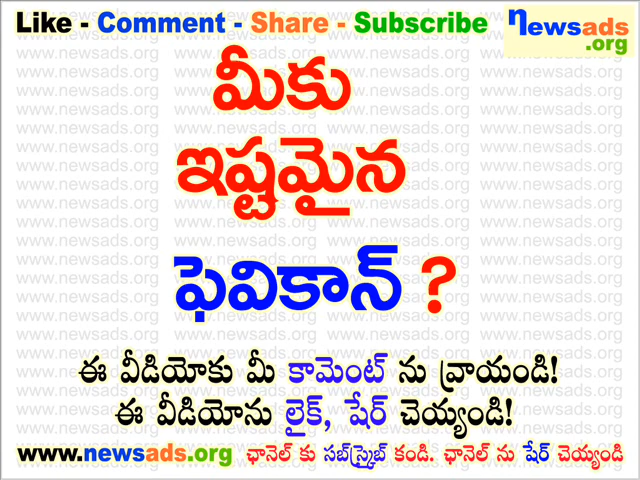 Like - Comment - Share - Subscribe
newsads
.org
మీకు
ఇష్టమైన
ఫెవికాన్ ?
ఈ వీడియోకు మీ కామెంట్ ను వ్రాయండి!
ఈ వీడియోను లైక్, షేర్ చెయ్యండి!
www.newsads.org ఛానెల్ కు సబ్‌స్క్రైబ్ కండి. ఛానెల్ ను షేర్ చెయ్యండి